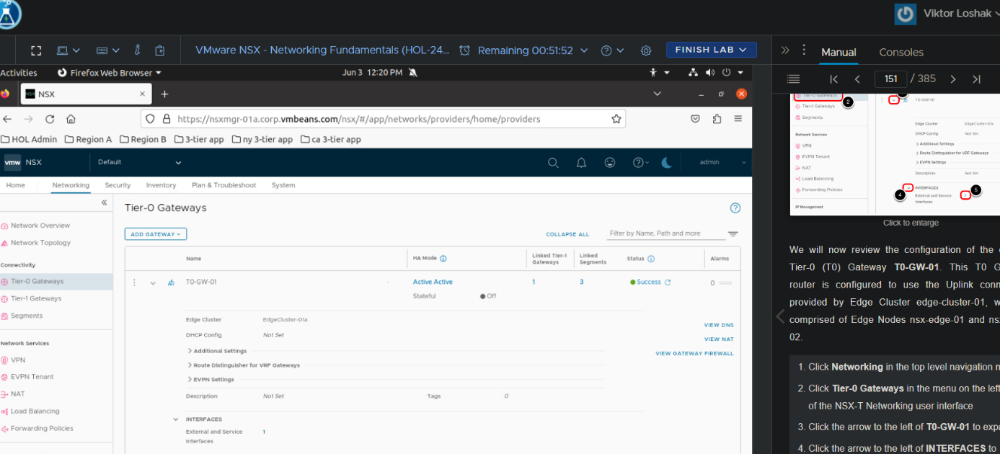 Viktor Loshak
VMware NSX - Networking Fundamentals (HOL-24... Remaining 00:51:52 FINISH LAB
Manual Consoles
151 / 385
Activities Firefox Web Browser Jun 3 12:20 PM
NSX
https://nsxmgr-01a.corp.vmbeans.com/nsx/#/app/networks/providers/home/providers
HOL Admin Region A Region B 3-tier app ny 3-tier app ca 3-tier app
vmw NSX Default admin
Home Networking Security Inventory Plan & Troubleshoot System
Network Overview
Network Topology
Connectivity
Tier-0 Gateways
Tier-1 Gateways
Segments
Network Services
VPN
EVPN Tenant
NAT
Load Balancing
Forwarding Policies
Tier-0 Gateways
ADD GATEWAY COLLAPSE ALL Filter by Name, Path and more
Name HA Mode Linked Tier-1 Gateways Linked Segments Status Alarms
T0-GW-01 Active Active 1 3 Success 0
Stateful Off
Edge Cluster EdgeCluster-01a
VIEW DNS
DHCP Config Not Set
VIEW NAT
Additional Settings
VIEW GATEWAY FIREWALL
Route Distinguisher for VRF Gateways
EVPN Settings
Description Not Set Tags 0
INTERFACES
External and Service 1
Interfaces
Tier-0 Gateways 2
Tier-1 Gateways
Segments
Network Services
VPN
EVPN Tenant
NAT
Load Balancing
Forwarding Policies
IP Management
T0-GW-01
Edge Cluster EdgeCluster-01a
DHCP Config Not Set
Additional Settings
Route Distinguisher for VRF Gateways
EVPN Settings
Description Not Set
4 INTERFACES 5
External and Service 1
Interfaces
Click to enlarge
We will now review the configuration of the
Tier-0 (T0) Gateway T0-GW-01. This T0 G
router is configured to use the Uplink conn
provided by Edge Cluster edge-cluster-01, w
comprised of Edge Nodes nsx-edge-01 and ns
02.
1. Click Networking in the top level navigation m
2. Click Tier-0 Gateways in the menu on the left
of the NSX-T Networking user interface
3. Click the arrow to the left of T0-GW-01 to expa
4. Click the arrow to the left of INTERFACES to